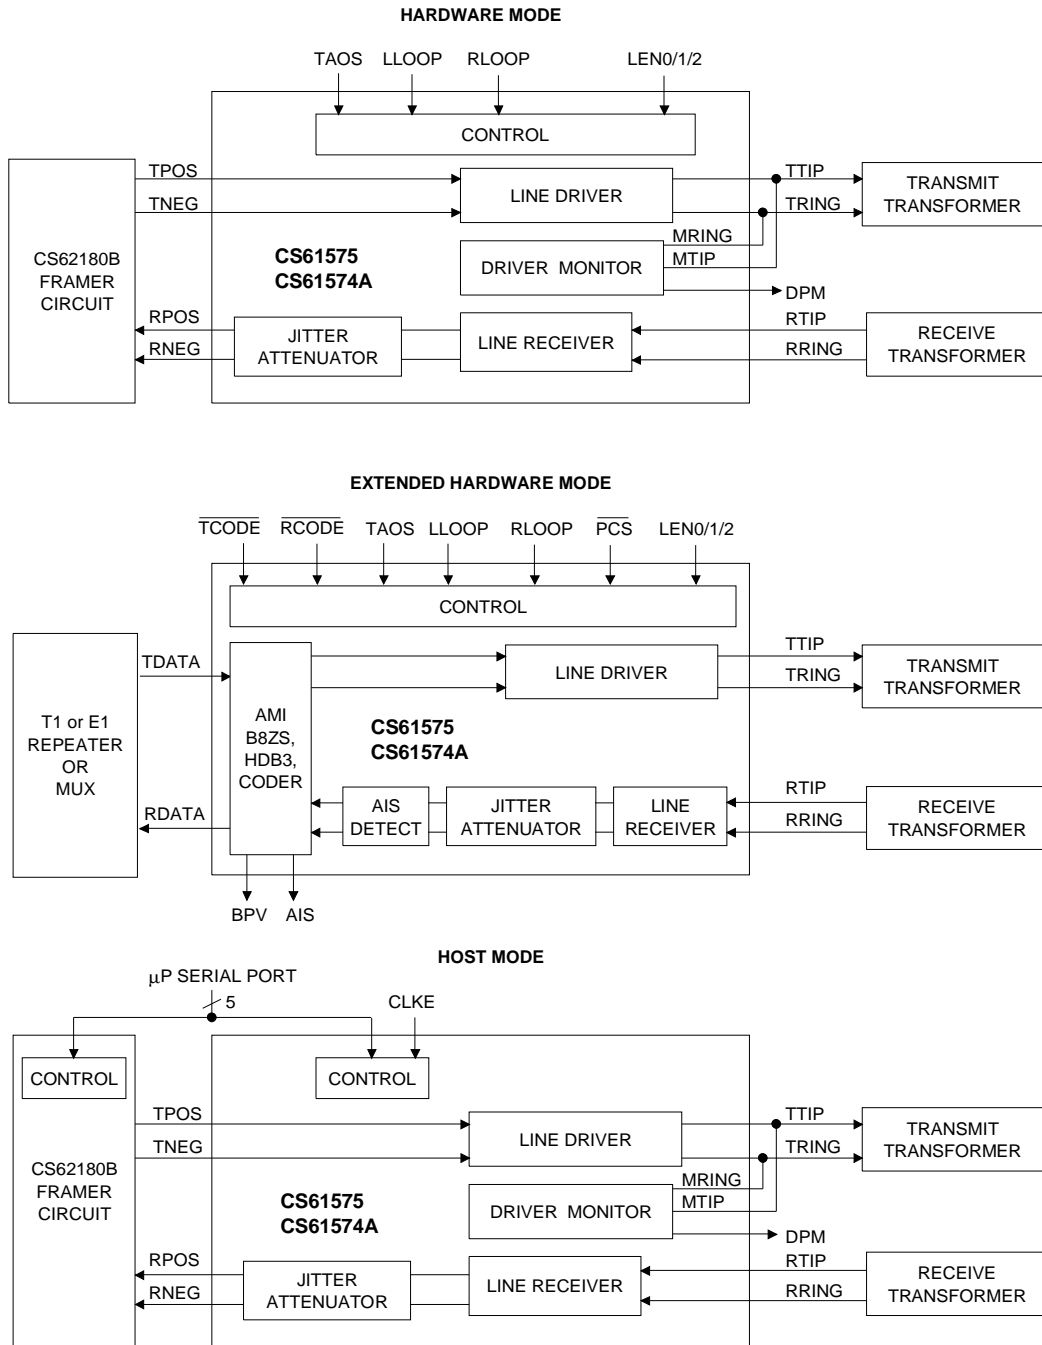 HARDWARE MODE
TAOS LLOOP RLOOP LEN0/1/2
CONTROL
TPOS
TNEG
LINE DRIVER
TTIP
TRING
TRANSMIT
TRANSFORMER
CS62180B
FRAMER
CIRCUIT
CS61575
CS61574A
MRING
MTIP
DRIVER MONITOR
DPM
RPOS
RNEG
JITTER
ATTENUATOR
LINE RECEIVER
RTIP
RRING
RECEIVE
TRANSFORMER
EXTENDED HARDWARE MODE
TCODE RCODE TAOS LLOOP RLOOP PCS LEN0/1/2
CONTROL
TDATA
LINE DRIVER
TTIP
TRING
TRANSMIT
TRANSFORMER
T1 or E1
REPEATER
OR
MUX
AMI
B8ZS,
HDB3,
CODER
CS61575
CS61574A
RDATA
AIS
DETECT
JITTER
ATTENUATOR
LINE
RECEIVER
RTIP
RRING
RECEIVE
TRANSFORMER
BPV AIS
HOST MODE
µP SERIAL PORT
5
CLKE
CONTROL
CONTROL
TPOS
TNEG
LINE DRIVER
TTIP
TRING
TRANSMIT
TRANSFORMER
CS62180B
FRAMER
CIRCUIT
CS61575
CS61574A
MRING
MTIP
DRIVER MONITOR
DPM
RPOS
RNEG
JITTER
ATTENUATOR
LINE RECEIVER
RTIP
RRING
RECEIVE
TRANSFORMER